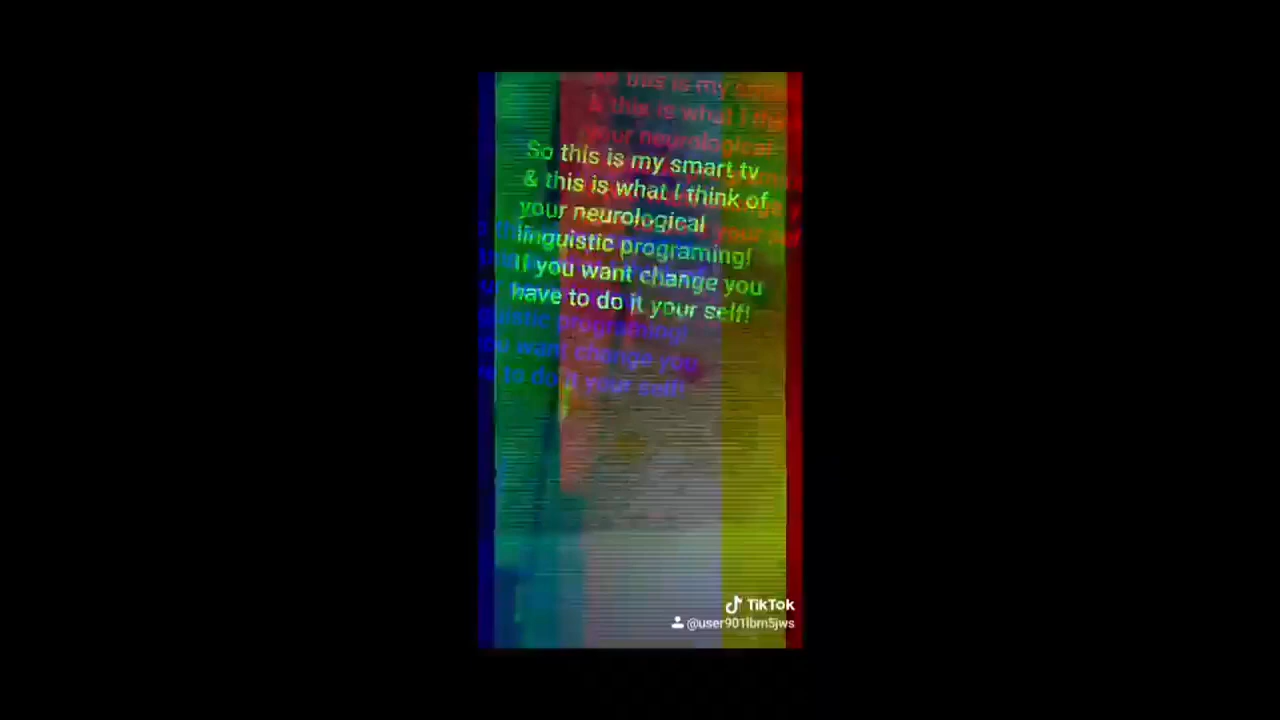 So this is my smart tv
& this is what I think of
your neurological
linguistic programing!
If you want change you
have to do it your self!
TikTok
@user901lbm5jws